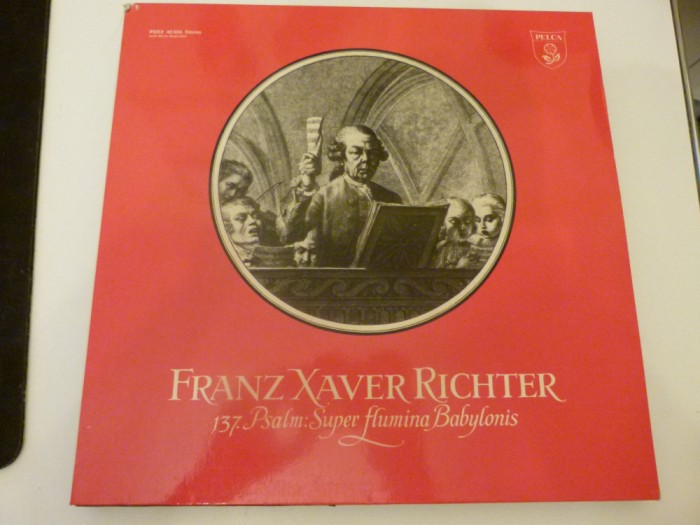 PELCA
FRANZ XAVER RICHTER
137. Psalm: Super flumina Babylonis